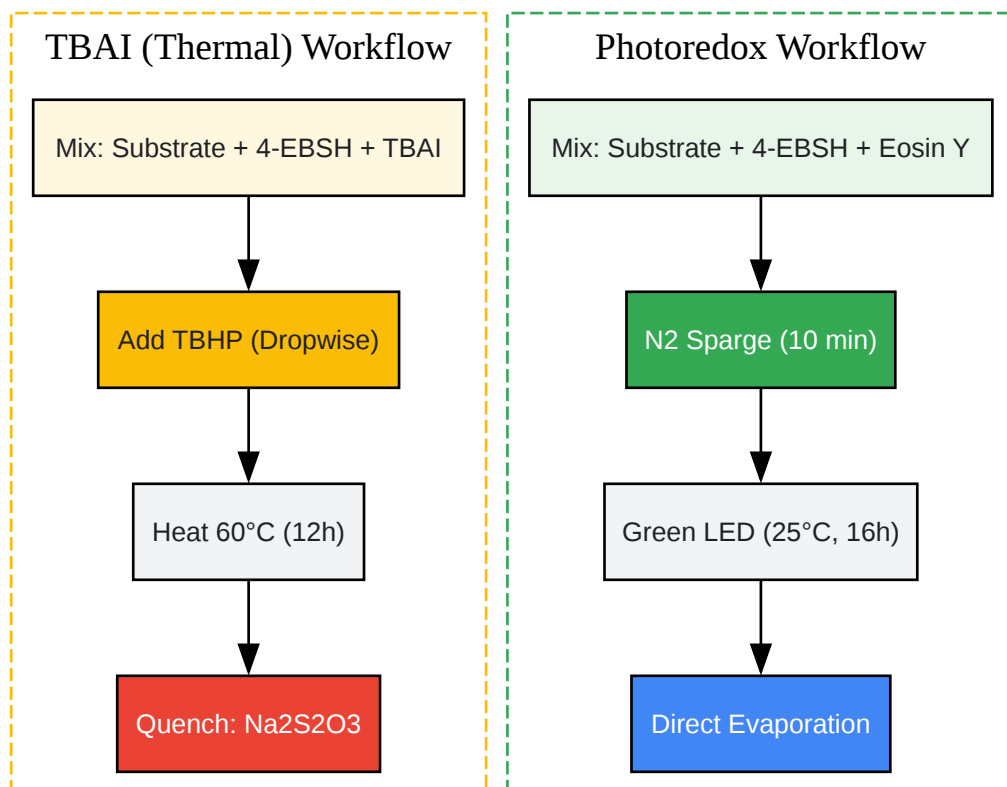 TBAI (Thermal) Workflow
Mix: Substrate + 4-EBSH + TBAI
Add TBHP (Dropwise)
Heat 60°C (12h)
Quench: Na2S2O3
Photoredox Workflow
Mix: Substrate + 4-EBSH + Eosin Y
N2 Sparge (10 min)
Green LED (25°C, 16h)
Direct Evaporation